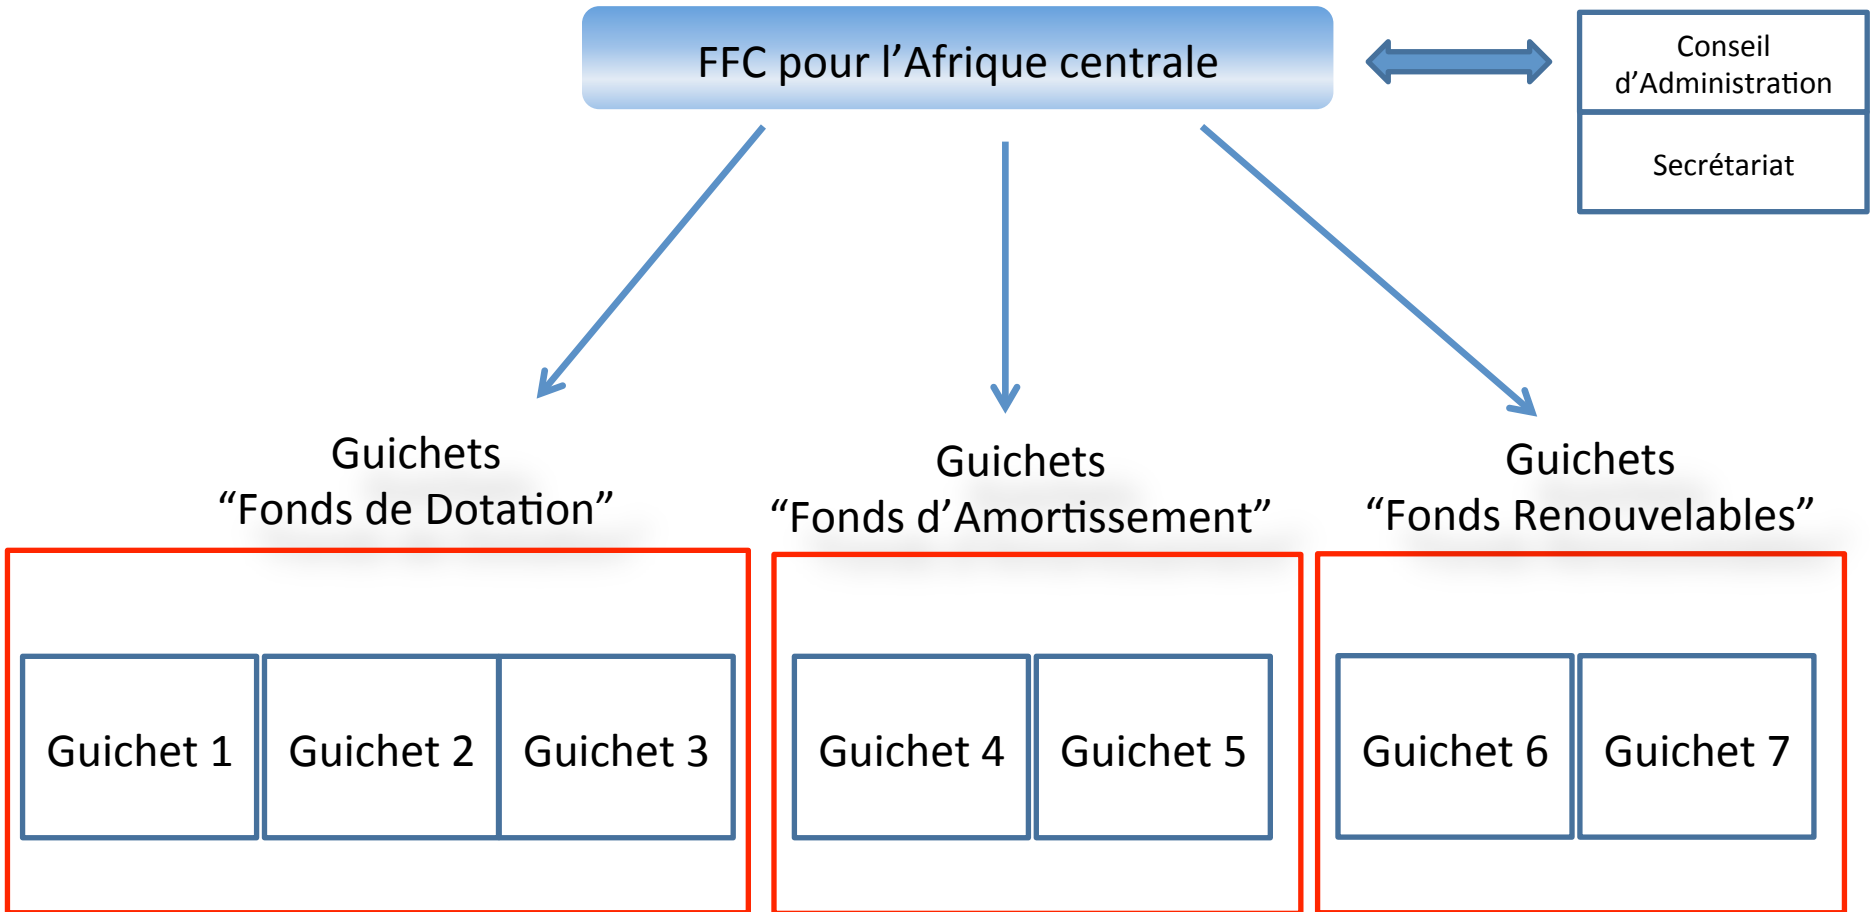 FFC pour l’Afrique centrale
Conseil
d’Administration
Secrétariat
Guichets
“Fonds de Dotation”
Guichets
“Fonds d’Amortissement”
Guichets
“Fonds Renouvelables”
Guichet 1
Guichet 2
Guichet 3
Guichet 4
Guichet 5
Guichet 6
Guichet 7